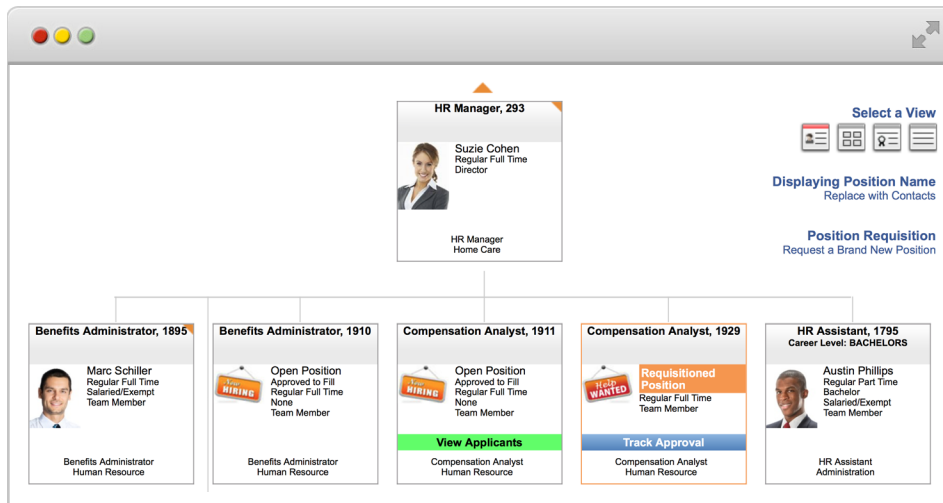 HR Manager, 293
Suzie Cohen
Regular Full Time
Director
HR Manager
Home Care
Select a View
Displaying Position Name
Replace with Contacts
Position Requisition
Request a Brand New Position
Benefits Administrator, 1895
Marc Schiller
Regular Full Time
Salaried/Exempt
Team Member
Benefits Administrator
Human Resource
Benefits Administrator, 1910
Now
HIRING
Open Position
Approved to Fill
Regular Full Time
None
Team Member
Benefits Administrator
Human Resource
Compensation Analyst, 1911
Now
HIRING
Open Position
Approved to Fill
Regular Full Time
None
Team Member
View Applicants
Compensation Analyst
Human Resource
Compensation Analyst, 1929
Help
WANTED
Requisitioned
Position
Regular Full Time
Team Member
Track Approval
Compensation Analyst
Human Resource
HR Assistant, 1795
Career Level: BACHELORS
Austin Phillips
Regular Part Time
Bachelor
Salaried/Exempt
Team Member
HR Assistant
Administration